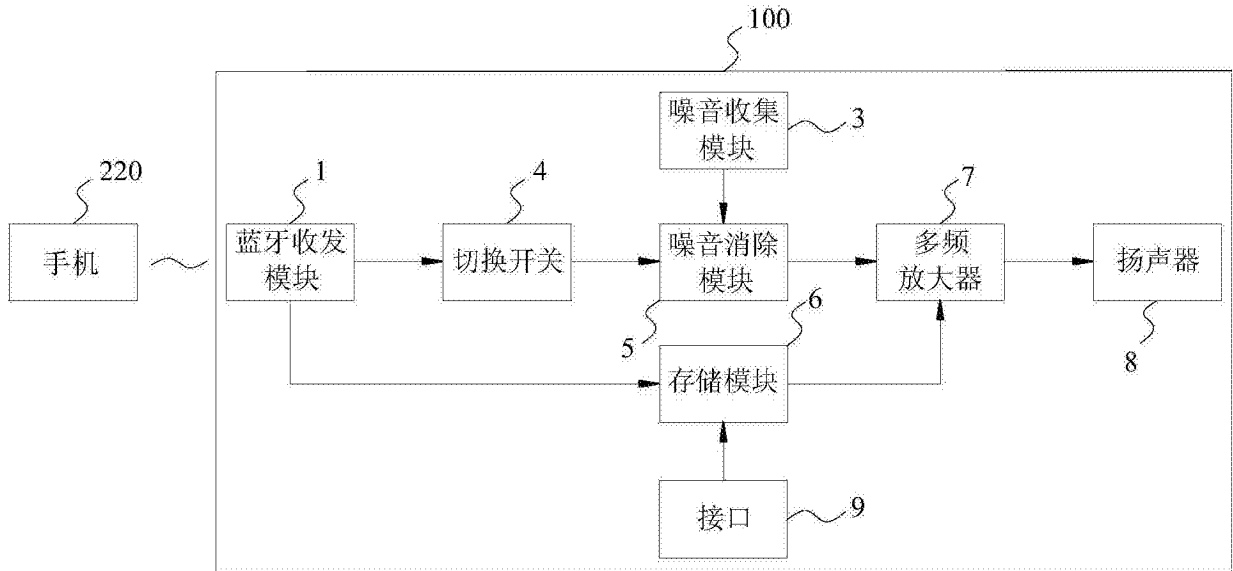 100
噪音收集
模块
3
220
1
4
7
手机
蓝牙收发
模块
切换开关
噪音消除
模块
多频
放大器
扬声器
5
6
8
存储模块
接口
9